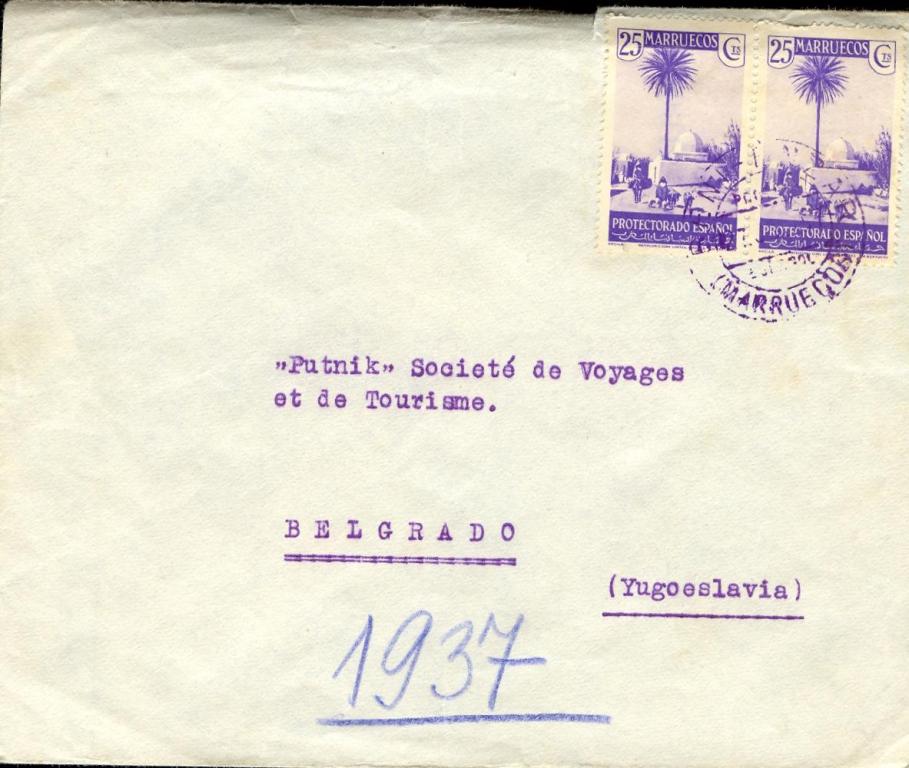 25 MARRUECOS CTS
25 MARRUECOS CTS
PROTECTORADO ESPAÑOL
PROTECTORADO ESPAÑOL
(MARRUECOS)
„Putnik„ Societé de Voyages
et de Tourisme.
BELGRADO
(Yugoeslavia)
1937